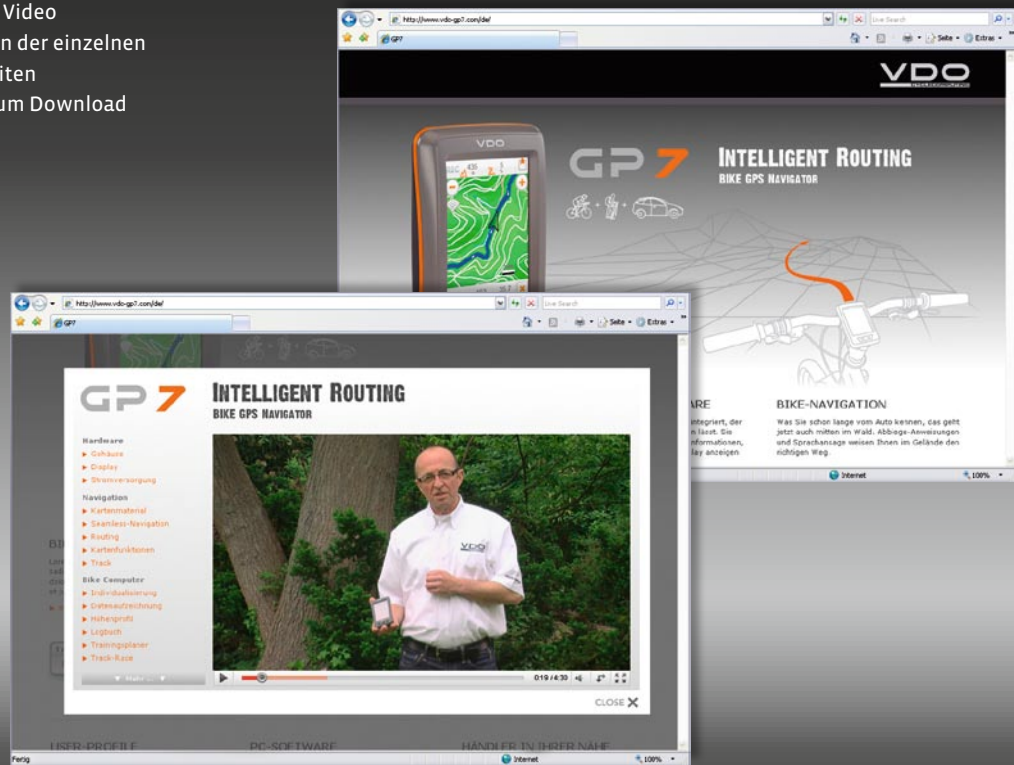 Video
n der einzelnen
iten
um Download
http://www.vdo-gp7.com/de/
Live Search
GP7
Seite
Extras
VDO
CYCLECOMPUTING
VDO
GP7
INTELLIGENT ROUTING
BIKE GPS NAVIGATOR
ARE
ntegriert, der
n lässt. Die
nformationen,
lay anzeigen
BIKE-NAVIGATION
Was Sie schon lange vom Auto kennen, das geht
jetzt auch mitten im Wald. Abbiege-Anweisungen
und Sprachansage weisen Ihnen im Gelände den
richtigen Weg.
Internet
100%
http://www.vdo-gp7.com/de/
Live Search
GP7
Seite
Extras
GP7
INTELLIGENT ROUTING
BIKE GPS NAVIGATOR
Hardware
Gehäuse
Display
Stromversorgung
Navigation
Kartenmaterial
Seamless-Navigation
Routing
Kartenfunktionen
Track
Bike Computer
Individualisierung
Datenaufzeichnung
Höhenprofil
Logbuch
Trainingsplaner
Track-Race
Mehr ...
VDO
0:19 / 4:30
CLOSE
USER-PROFILE
PC-SOFTWARE
HÄNDLER IN IHRER NÄHE
Fertig
Internet
100%